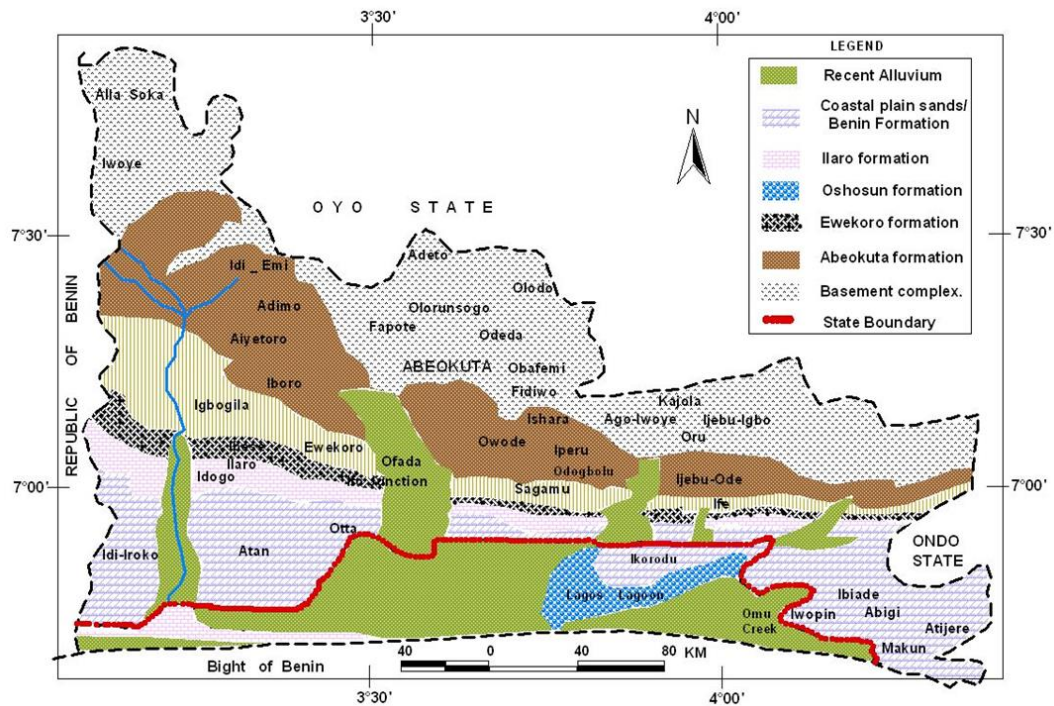 3°30'
4°00'
LEGEND
Recent Alluvium
Coastal plain sands/
Benin Formation
Ilaro formation
Oshosun formation
Ewekoro formation
Abeokuta formation
Basement complex.
State Boundary
N
Alla Soka
Iwoye
OYO STATE
7°30'
7°30'
Adeto
Idi _ Emi
Olodo
Adimo
Olorunsogo
Fapote
Odeda
Aiyetoro
ABEOKUTA
Obafemi
Iboro
Fidiwo
REPUBLIC OF BENIN
Igbogila
Kajola
Ishara
Ago-Iwoye
Ijebu-Igbo
Oru
Owode
Iperu
Ewekoro
Ofada
Ilaro
Idogo
Junction
Odogbolu
Ijebu-Ode
7°00'
7°00'
Sagamu
Ife
Otta
Idi-Iroko
Atan
Ikorodu
ONDO
STATE
Lagos Lagoon
Ibiade
Omu
Creek
Iwopin
Abigi
Atijere
Makun
Bight of Benin
40 0 40 80 KM
3°30'
4°00'